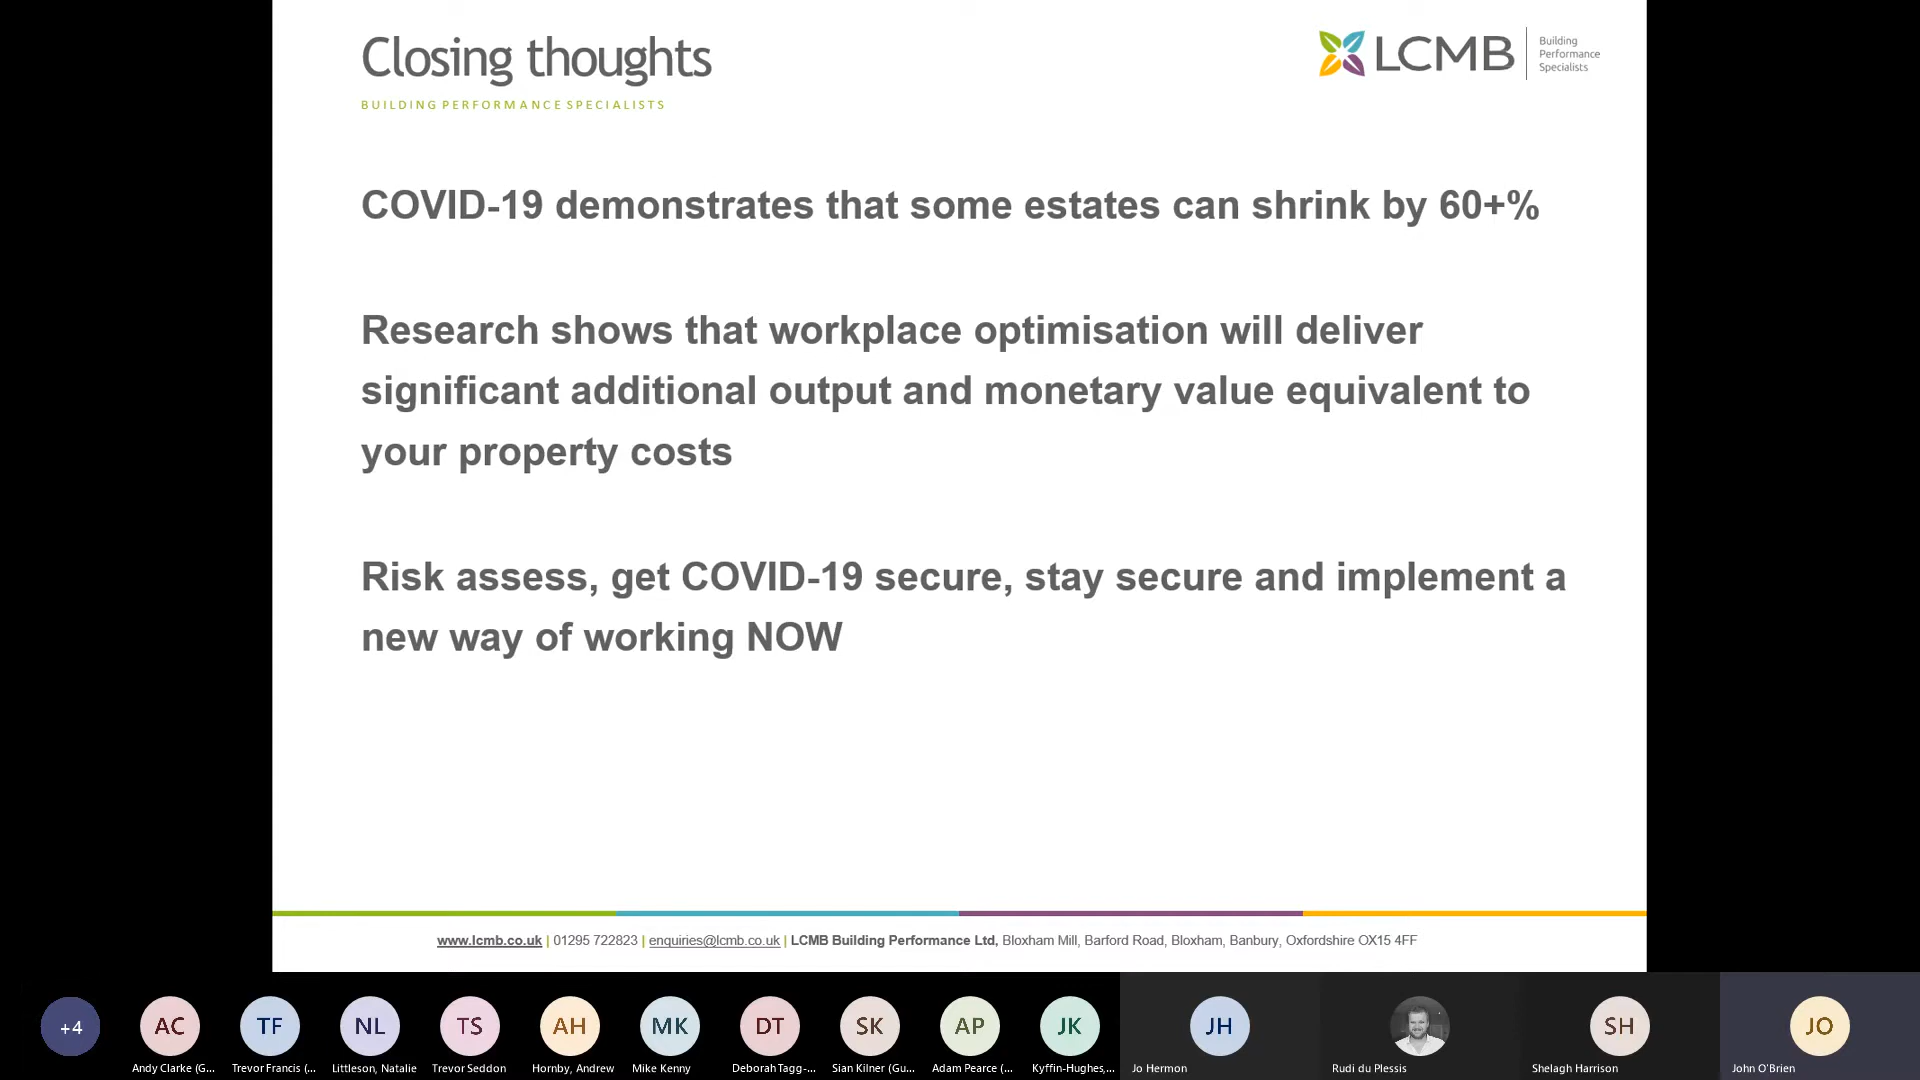 Closing thoughts
BUILDING PERFORMANCE SPECIALISTS
LCMB
Building
Performance
Specialists
COVID-19 demonstrates that some estates can shrink by 60+%
Research shows that workplace optimisation will deliver
significant additional output and monetary value equivalent to
your property costs
Risk assess, get COVID-19 secure, stay secure and implement a
new way of working NOW
www.lcmb.co.uk | 01295 722823 | enquiries@lcmb.co.uk | LCMB Building Performance Ltd, Bloxham Mill, Barford Road, Bloxham, Banbury, Oxfordshire OX15 4FF
+4 AC TF NL TS AH MK DT SK AP JK JH SH JO
Andy Clarke (G... Trevor Francis (... Littleson, Natalie Trevor Seddon Hornby, Andrew Mike Kenny Deborah Tagg-... Sian Kilner (Gu... Adam Pearce (... Kyffin-Hughes,... Jo Hermon Rudi du Plessis Shelagh Harrison John O'Brien